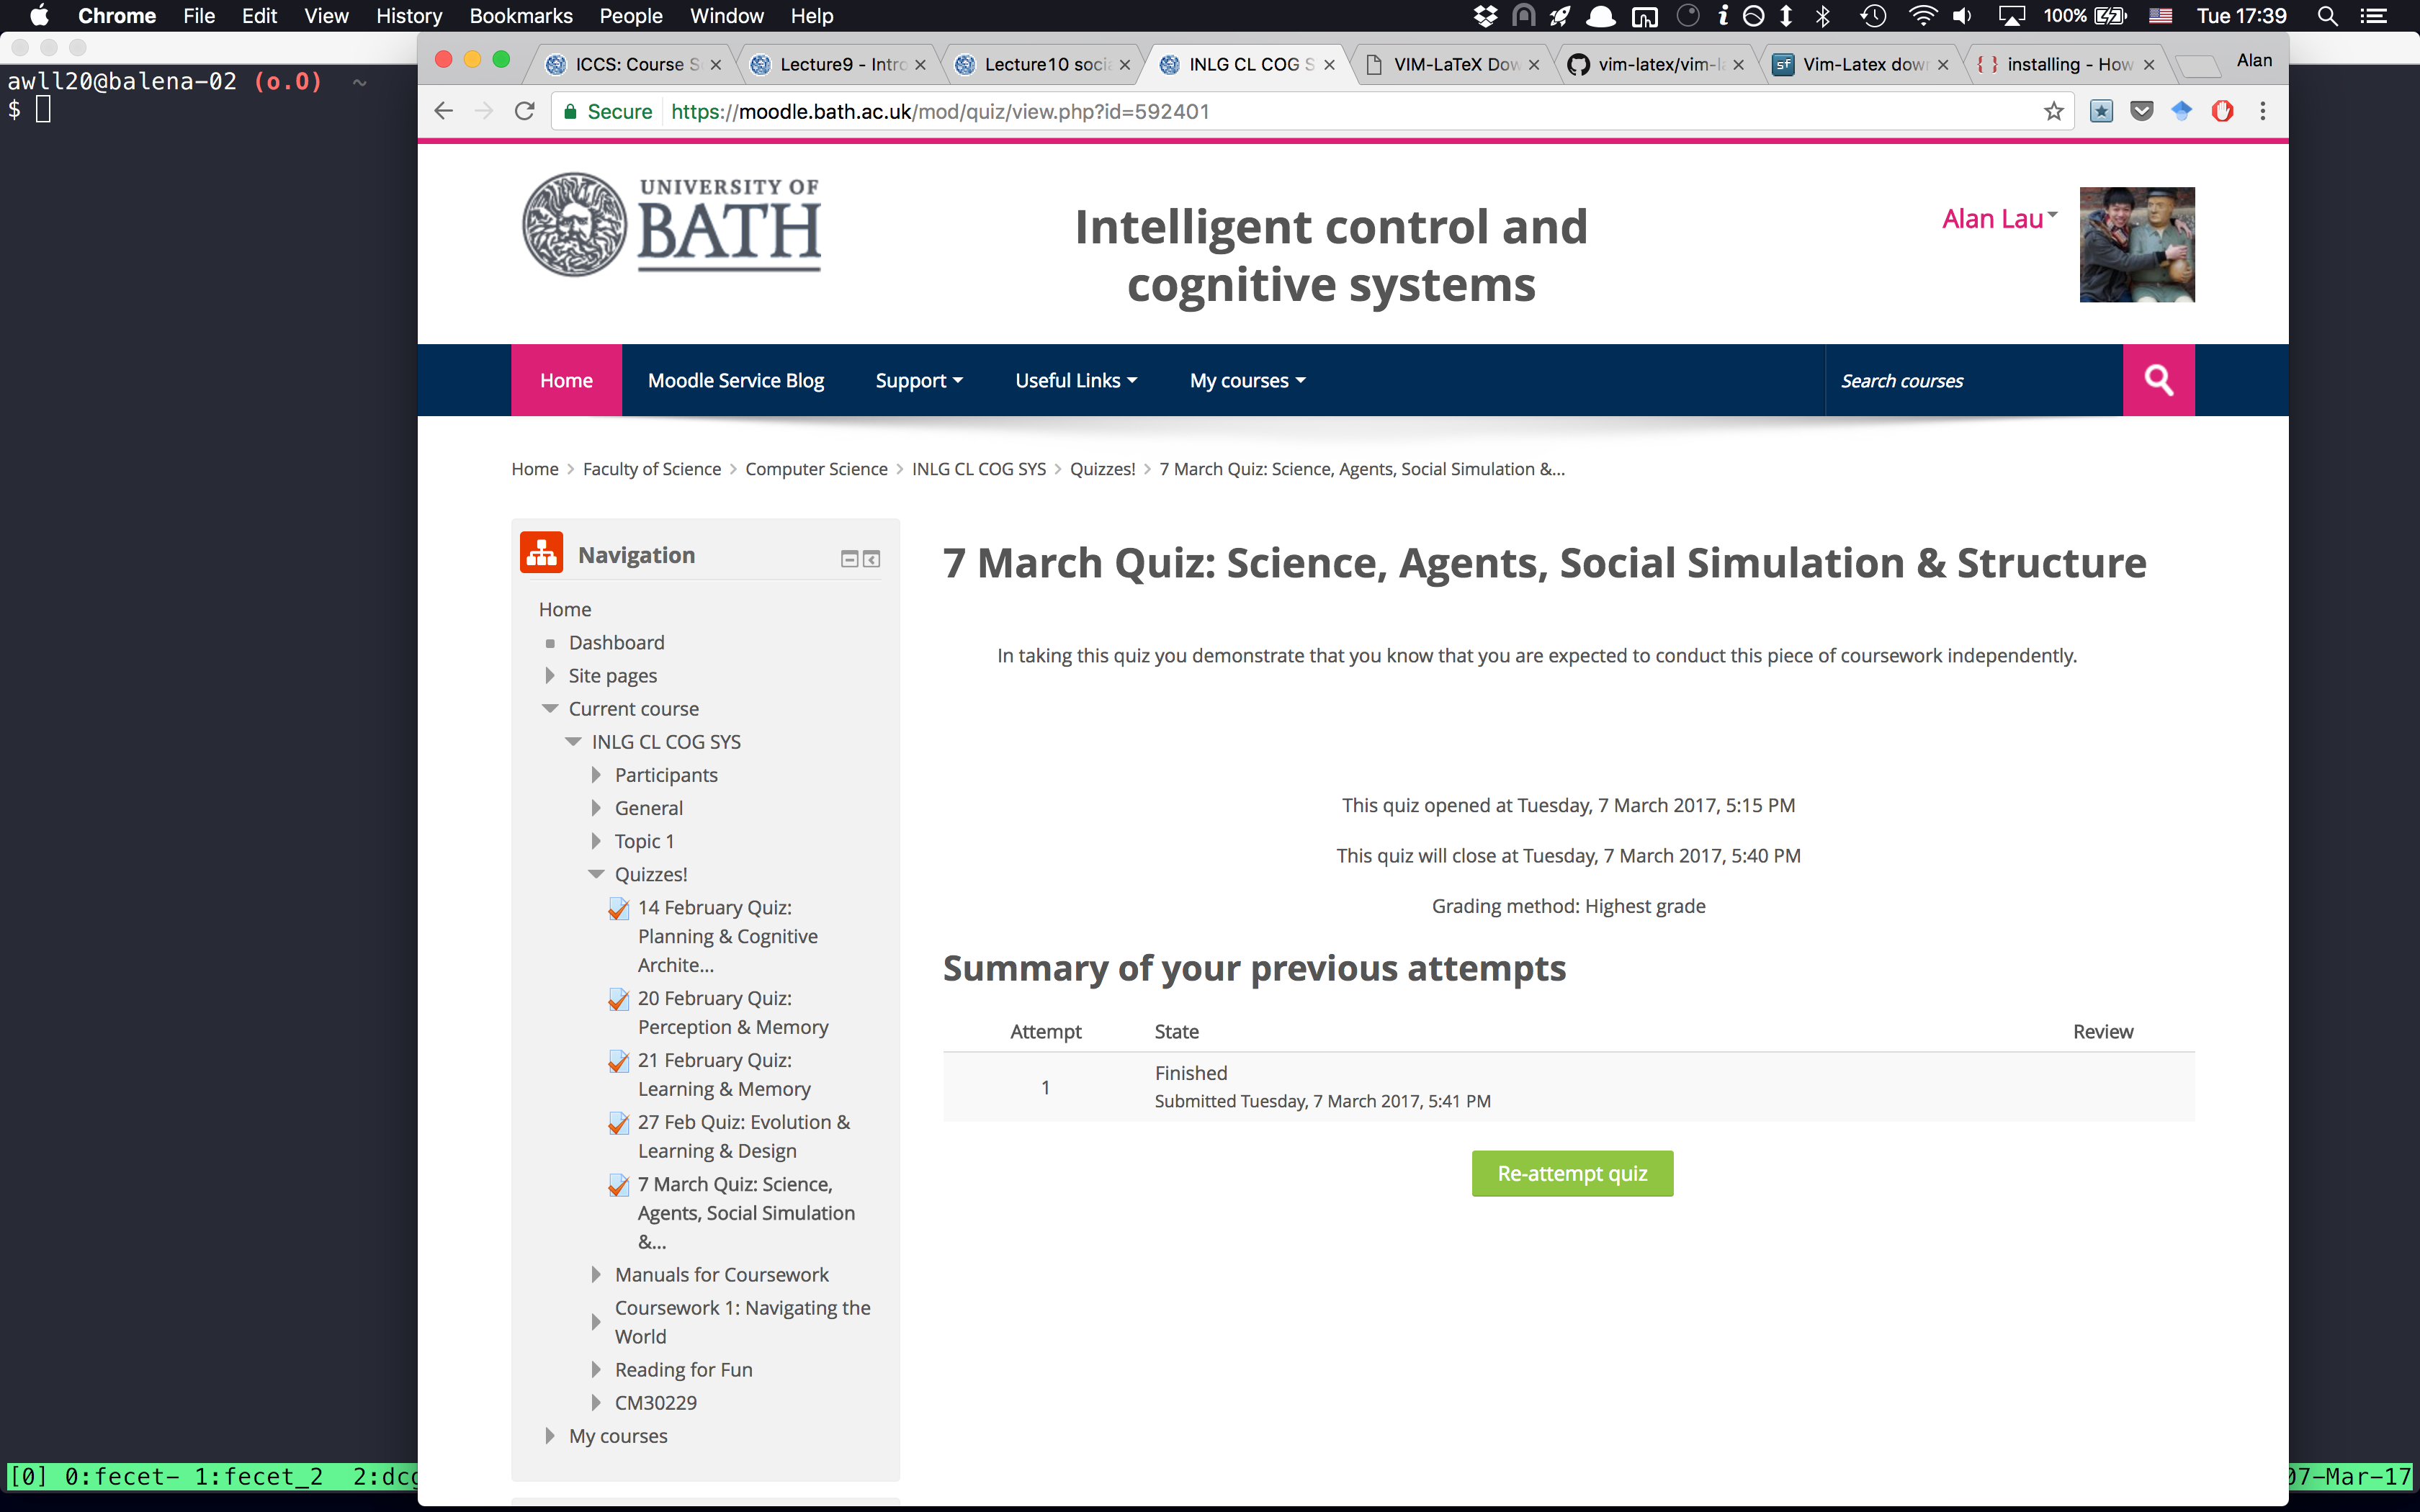 Chrome File Edit View History Bookmarks People Window Help 100% Tue 17:39
awll20@balena-02 (o.O) ~
$
ICCS: Course S Lecture9 - Intro Lecture10 soci INLG CL COG S VIM-LaTeX Dow vim-latex/vim-l Vim-Latex dow installing - How Alan
Secure https://moodle.bath.ac.uk/mod/quiz/view.php?id=592401
UNIVERSITY OF
BATH
Intelligent control and
cognitive systems
Alan Lau
Home Moodle Service Blog Support Useful Links My courses Search courses
Home > Faculty of Science > Computer Science > INLG CL COG SYS > Quizzes! > 7 March Quiz: Science, Agents, Social Simulation &...
Navigation
Home
Dashboard
Site pages
Current course
INLG CL COG SYS
Participants
General
Topic 1
Quizzes!
14 February Quiz:
Planning & Cognitive
Archite...
20 February Quiz:
Perception & Memory
21 February Quiz:
Learning & Memory
27 Feb Quiz: Evolution &
Learning & Design
7 March Quiz: Science,
Agents, Social Simulation
&...
Manuals for Coursework
Coursework 1: Navigating the
World
Reading for Fun
CM30229
My courses
7 March Quiz: Science, Agents, Social Simulation & Structure
In taking this quiz you demonstrate that you know that you are expected to conduct this piece of coursework independently.
This quiz opened at Tuesday, 7 March 2017, 5:15 PM
This quiz will close at Tuesday, 7 March 2017, 5:40 PM
Grading method: Highest grade
Summary of your previous attempts
Attempt State Review
1 Finished
Submitted Tuesday, 7 March 2017, 5:41 PM
Re-attempt quiz
[0] 0:fecet- 1:fecet_2 2:dcg 07-Mar-17